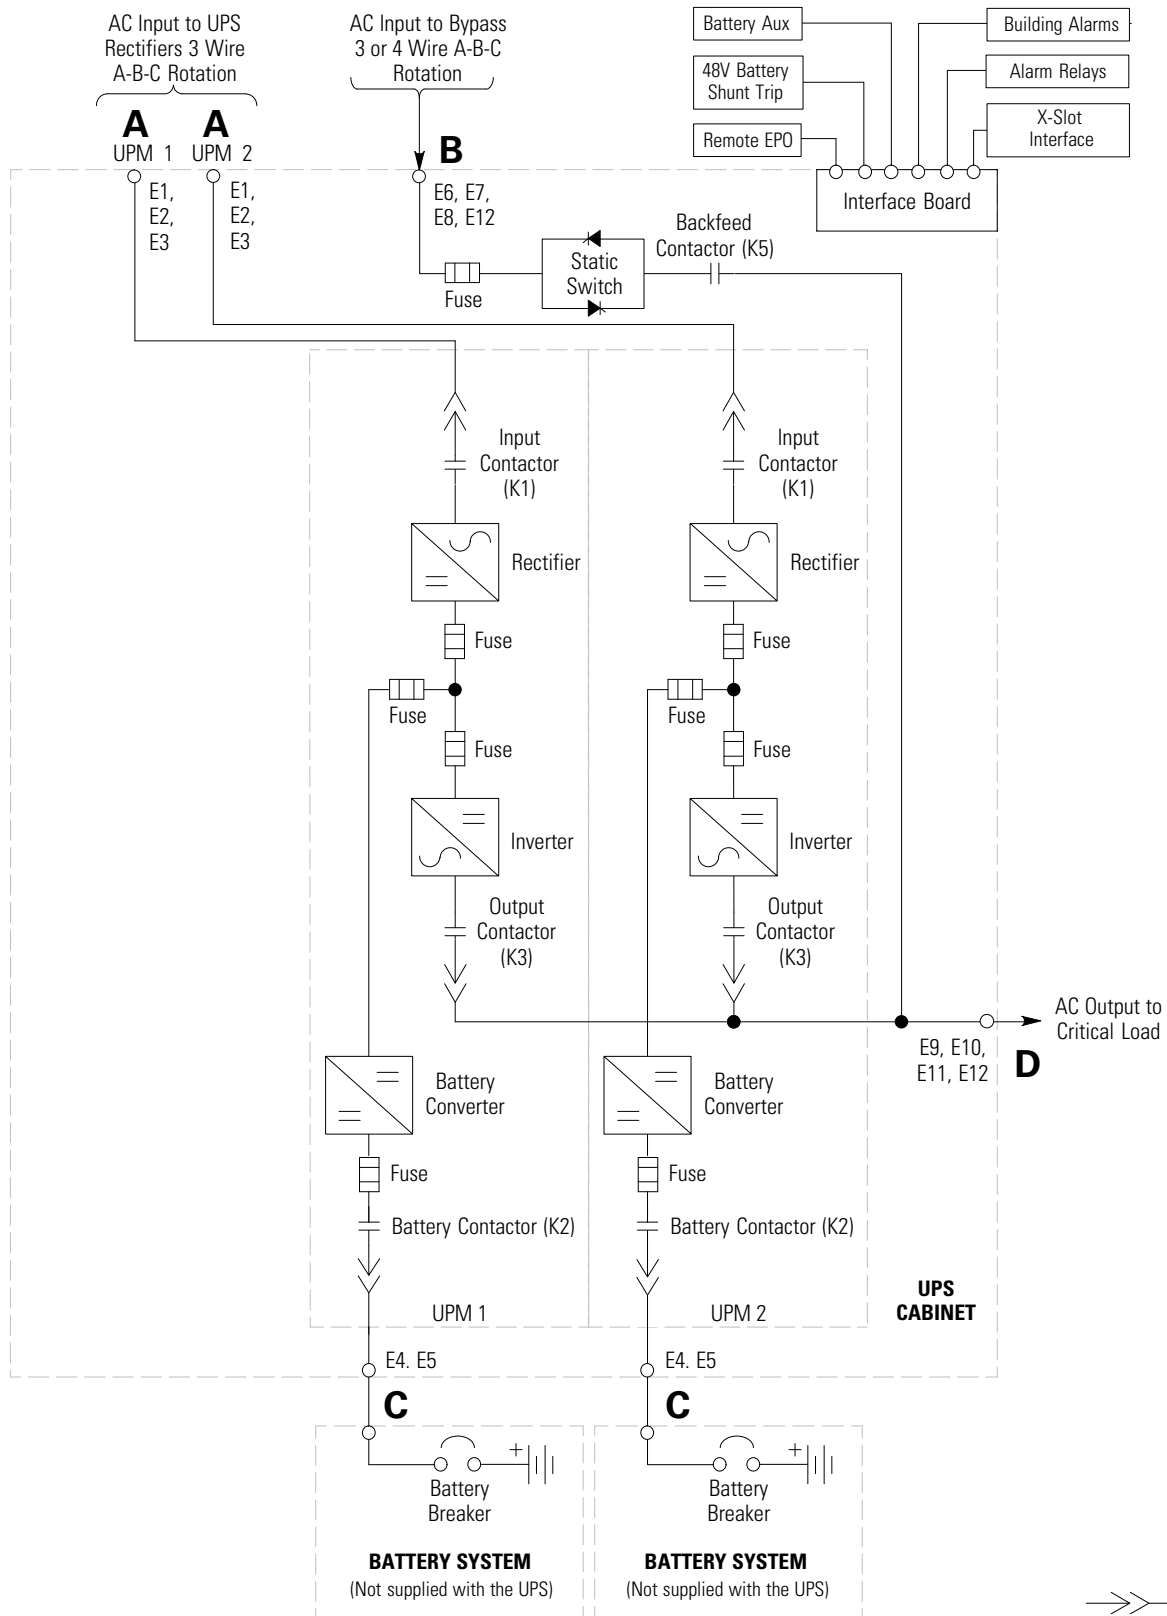 AC Input to UPS
Rectifiers 3 Wire
A-B-C Rotation
AC Input to Bypass
3 or 4 Wire A-B-C
Rotation
Battery Aux
48V Battery
Shunt Trip
Remote EPO
Building Alarms
Alarm Relays
X-Slot
Interface
Interface Board
A
UPM 1
A
UPM 2
B
E1,
E2,
E3
E1,
E2,
E3
E6, E7,
E8, E12
Fuse
Static
Switch
Backfeed
Contactor (K5)
Input
Contactor
(K1)
Input
Contactor
(K1)
Rectifier
Rectifier
Fuse
Fuse
Fuse
Fuse
Fuse
Fuse
Inverter
Inverter
Output
Contactor
(K3)
Output
Contactor
(K3)
AC Output to
Critical Load
E9, E10,
E11, E12
D
Battery
Converter
Battery
Converter
Fuse
Fuse
Battery Contactor (K2)
Battery Contactor (K2)
UPM 1
UPM 2
UPS
CABINET
E4. E5
E4. E5
C
C
+
+
Battery
Breaker
Battery
Breaker
BATTERY SYSTEM
(Not supplied with the UPS)
BATTERY SYSTEM
(Not supplied with the UPS)